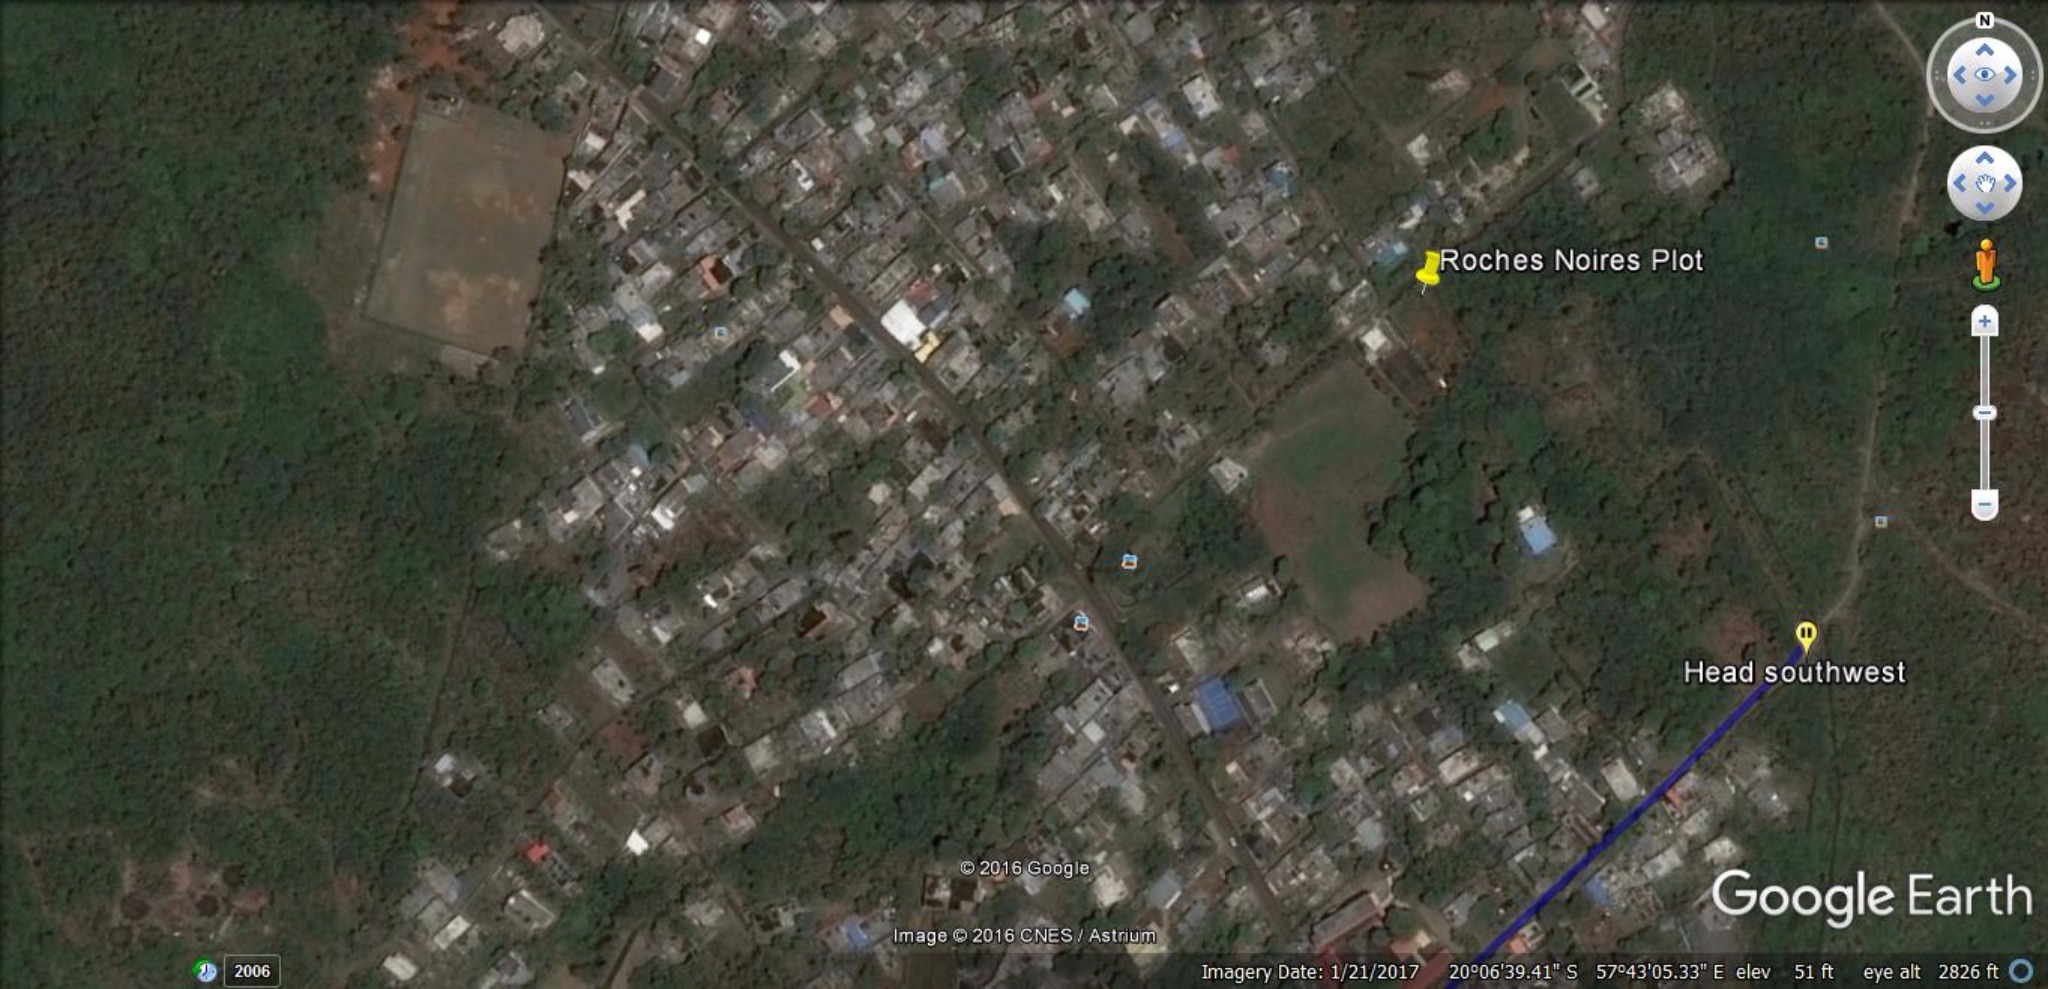 N
Roches Noires Plot
Head southwest
© 2016 Google
Google Earth
Image © 2016 CNES / Astrium
2006
Imagery Date: 1/21/2017 20°06'39.41" S 57°43'05.33" E elev 51 ft eye alt 2826 ft